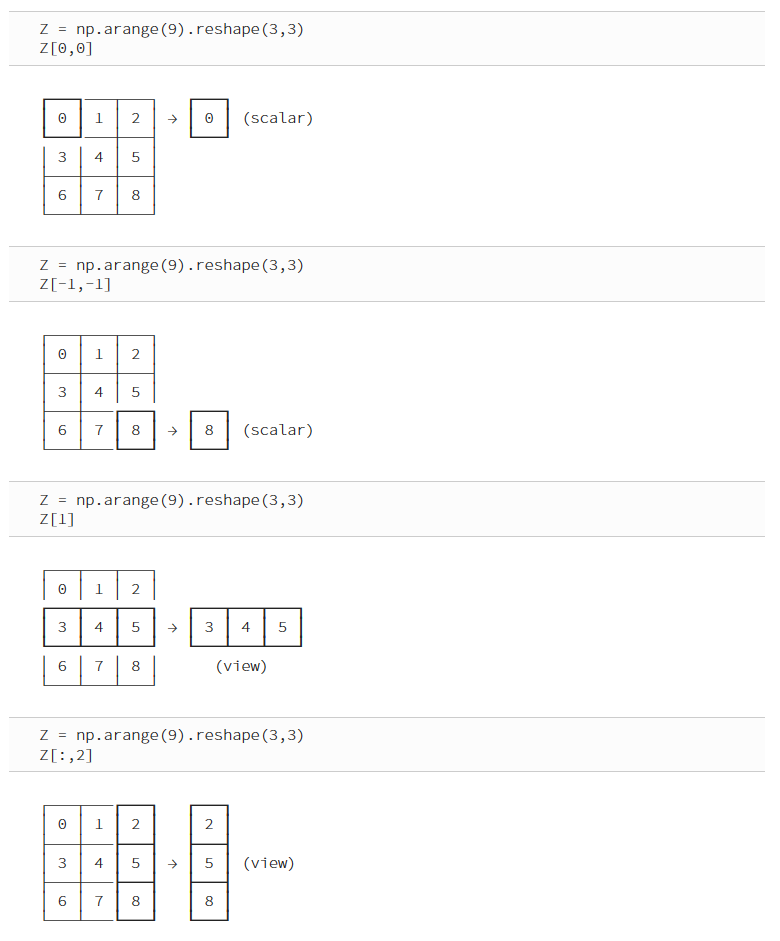 Z = np.arange(9).reshape(3,3)
Z[0,0]
0 1 2 → 0 (scalar)
3 4 5
6 7 8
Z = np.arange(9).reshape(3,3)
Z[-1,-1]
0 1 2
3 4 5
6 7 8 → 8 (scalar)
Z = np.arange(9).reshape(3,3)
Z[1]
0 1 2
3 4 5 → 3 4 5
6 7 8 (view)
Z = np.arange(9).reshape(3,3)
Z[:,2]
0 1 2 2
3 4 5 → 5 (view)
6 7 8 8